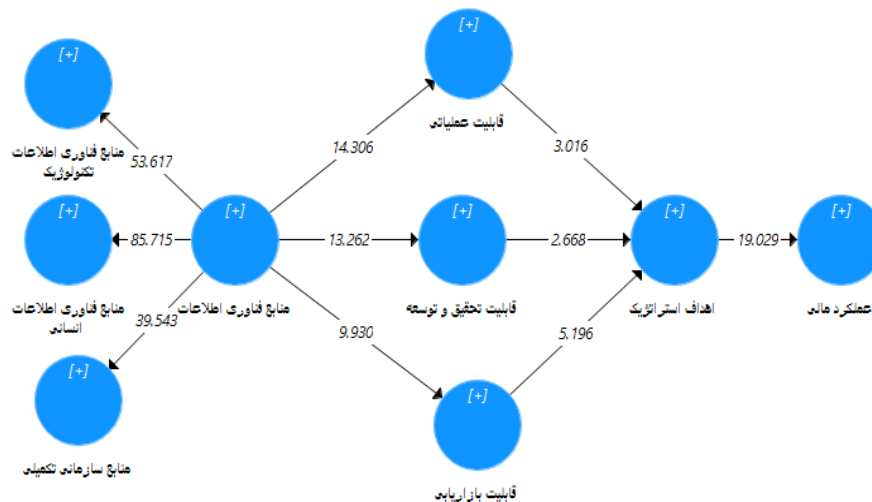 [+]
قابلیت عملیاتی
[+]
منابع فناوری اطلاعات
تکنولوژیک
53.617
14.306
3.016
[+]
منابع فناوری اطلاعات
انسانی
85.715
[+]
منابع فناوری اطلاعات
13.262
[+]
قابلیت تحقیق و توسعه
2.668
[+]
اهداف استراتژیک
19.029
[+]
عملکرد مالی
39.543
9.930
5.196
[+]
منابع سازمانی تکمیلی
[+]
قابلیت بازاریابی